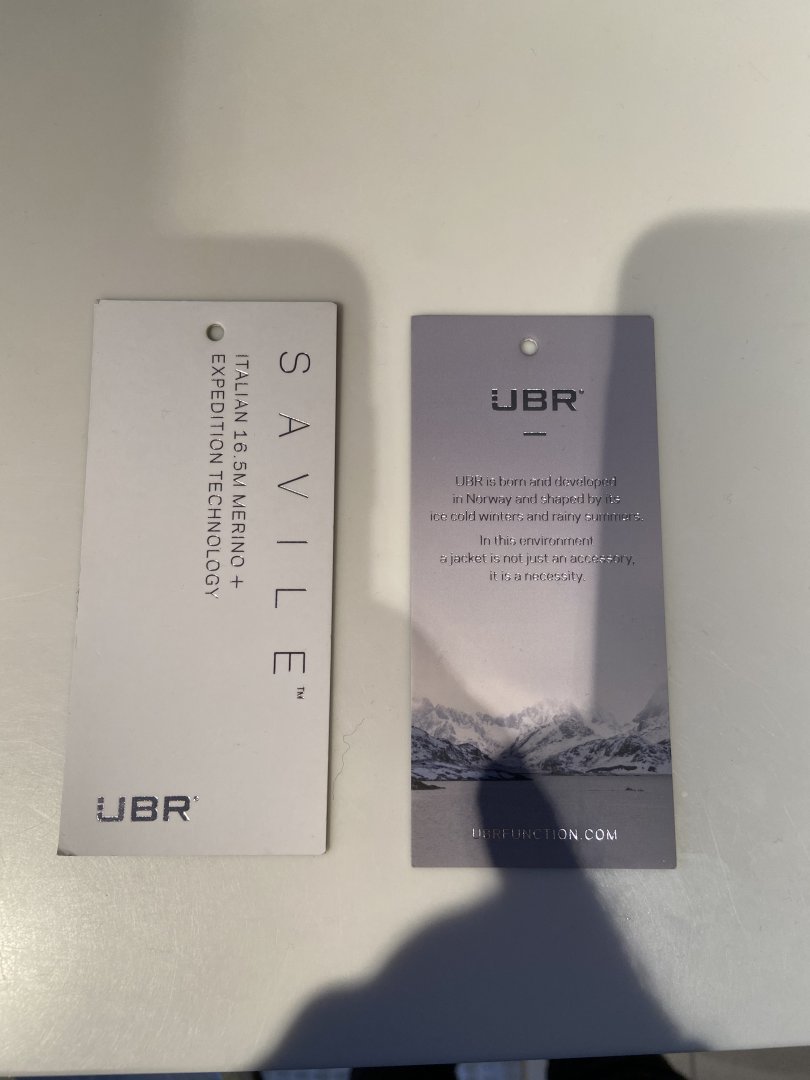 SAVILE™
ITALIAN 16.5M MERINO +
EXPEDITION TECHNOLOGY
UBR
UBR
UBR is born and developed
in Norway and shaped by its
ice cold winters and rainy summers.
In this environment
a jacket is not just an accessory,
it is a necessity.
UBRFUNCTION.COM